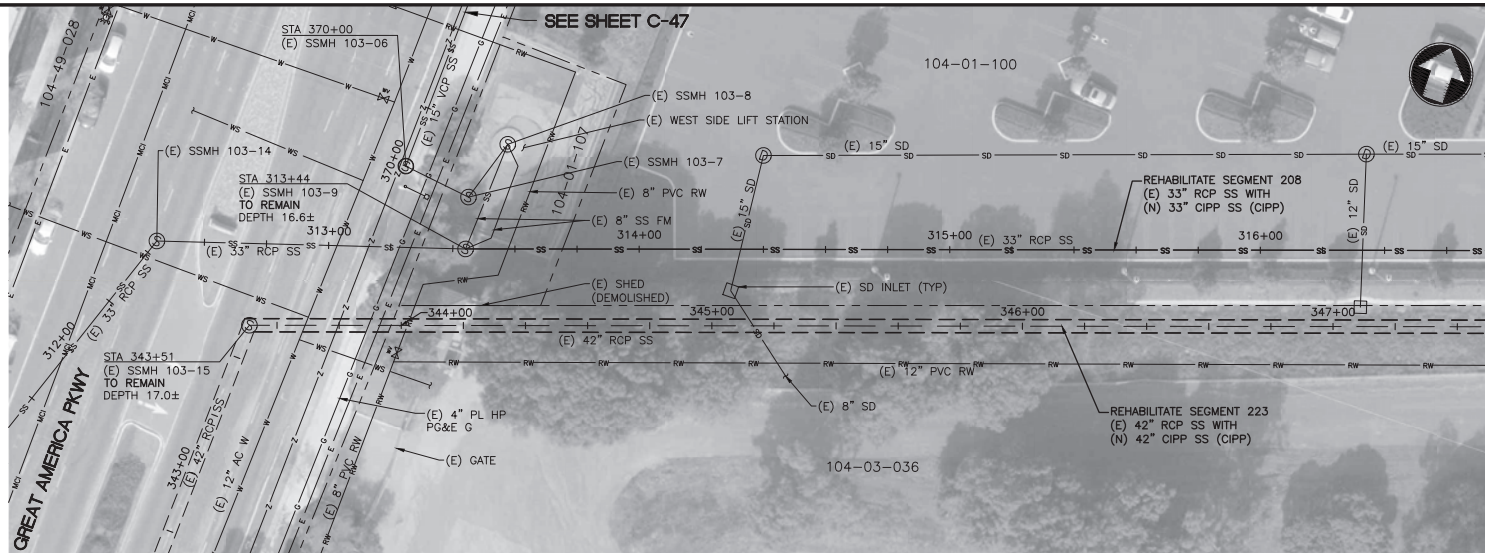 SEE SHEET C-47
STA 370+00
(E) SSMH 103-06
104-49-028
(E) 15" VCP SS
370+00
104-01-100
(E) SSMH 103-8
(E) WEST SIDE LIFT STATION
(E) SSMH 103-14
(E) SSMH 103-7
STA 313+44
(E) SSMH 103-9
TO REMAIN
DEPTH 16.6±
(E) 8" PVC RW
104-01-107
(E) 8" SS FM
(E) 15" SD
(E) 15" SD
(E) 15" SD
(E) 12" SD
REHABILITATE SEGMENT 208
(E) 33" RCP SS WITH
(N) 33" CIPP SS (CIPP)
313+00
314+00
315+00
316+00
(E) 33" RCP SS
(E) 33" RCP SS
(E) 33" RCP SS
312+00
(E) SHED
(DEMOLISHED)
(E) SD INLET (TYP)
344+00
345+00
346+00
347+00
(E) 42" RCP SS
STA 343+51
(E) SSMH 103-15
TO REMAIN
DEPTH 17.0±
(E) 12" PVC RW
(E) 8" SD
REHABILITATE SEGMENT 223
(E) 42" RCP SS WITH
(N) 42" CIPP SS (CIPP)
(E) 4" PL HP
PG&E G
(E) GATE
104-03-036
343+00
(E) 42" RCP SS
(E) 12" AC W
(E) 8" PVC RW
GREAT AMERICA PKWY